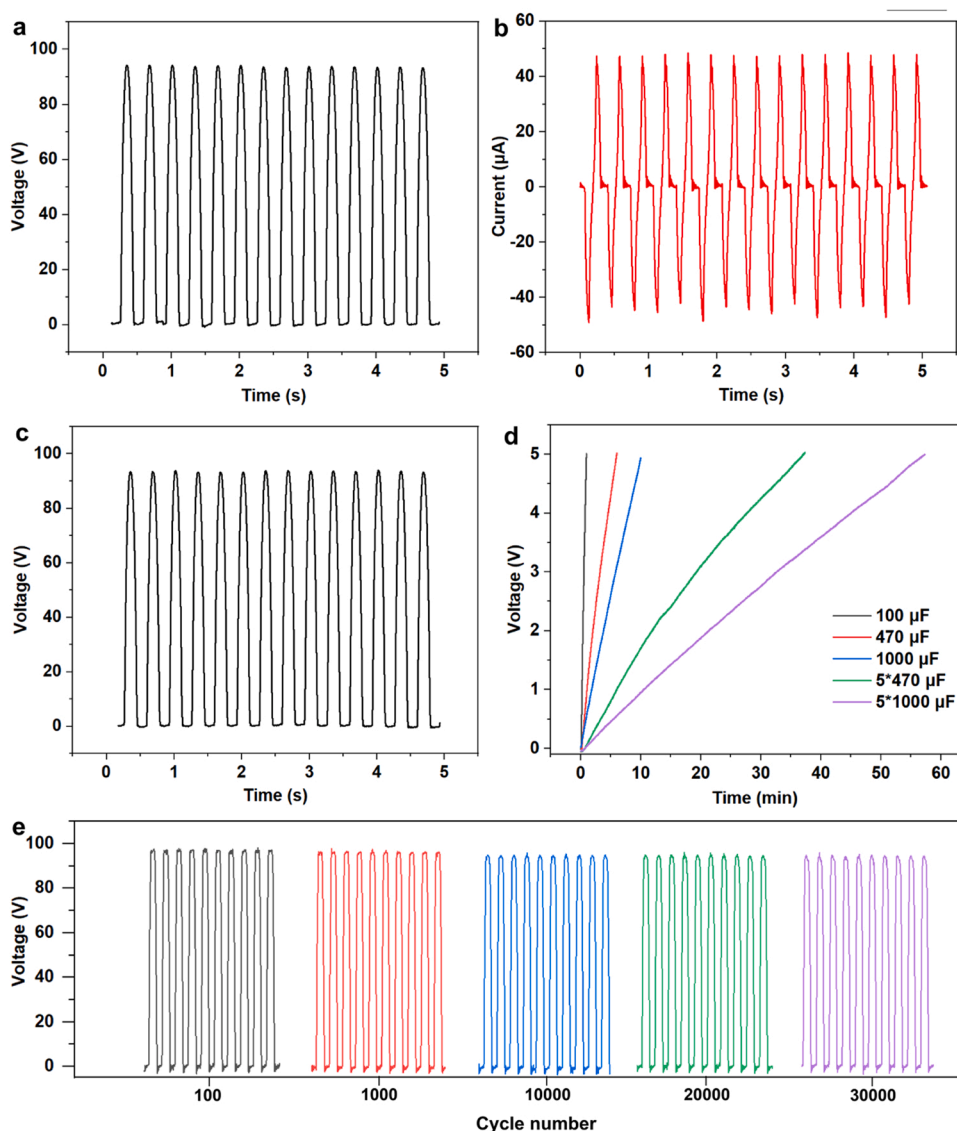 a
100
80
60
40
20
0
Voltage (V)
0 1 2 3 4 5
Time (s)
b
60
40
20
0
-20
-40
-60
Current (µA)
0 1 2 3 4 5
Time (s)
c
100
80
60
40
20
0
Voltage (V)
0 1 2 3 4 5
Time (s)
d
5
4
3
2
1
0
Voltage (V)
100 µF
470 µF
1000 µF
5*470 µF
5*1000 µF
0 10 20 30 40 50 60
Time (min)
e
100
80
60
40
20
0
Voltage (V)
100 1000 10000 20000 30000
Cycle number